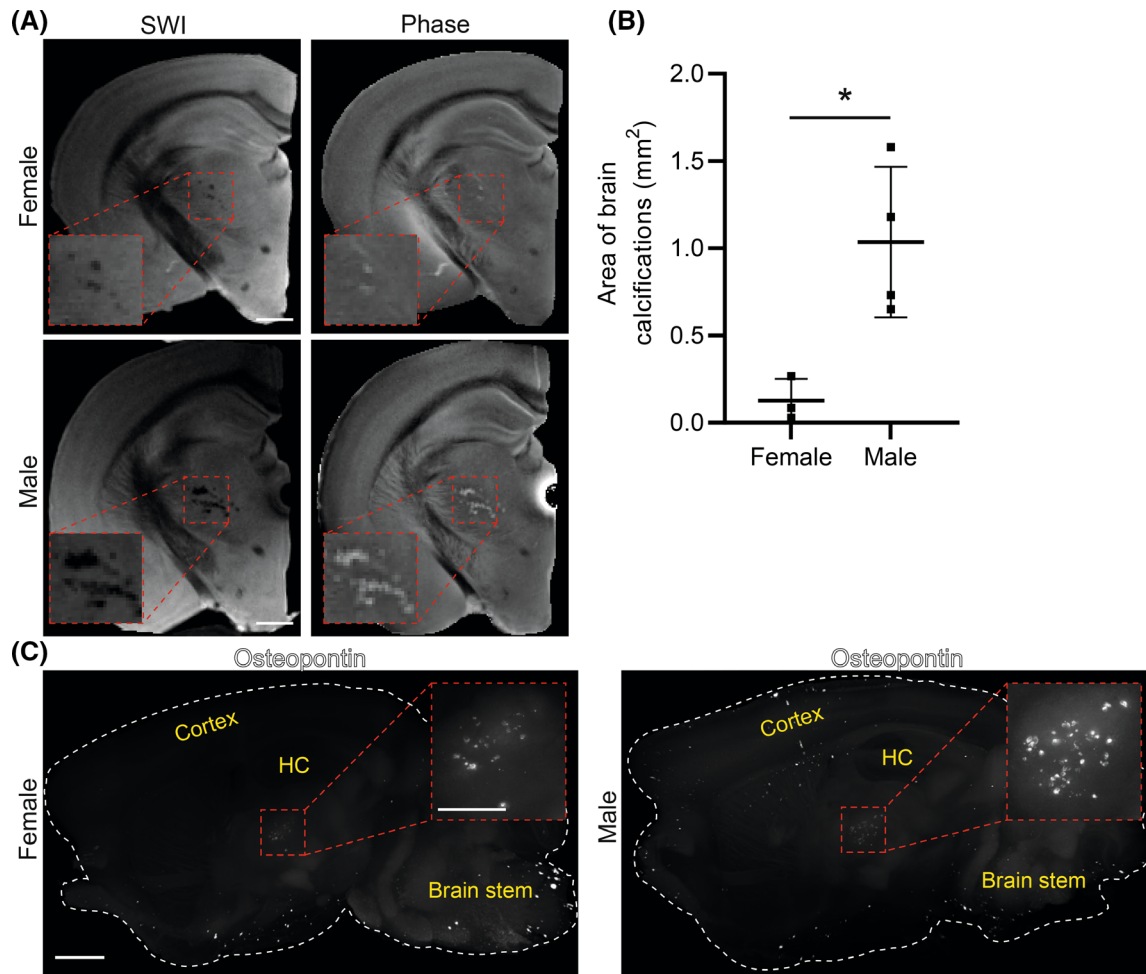 (A)
SWI
Phase
Female
Male
(B)
Area of brain
calcifications (mm²)
2.0
1.5
1.0
0.5
0.0
*
Female
Male
(C)
Osteopontin
Female
Cortex
HC
Brain stem
Osteopontin
Male
Cortex
HC
Brain stem